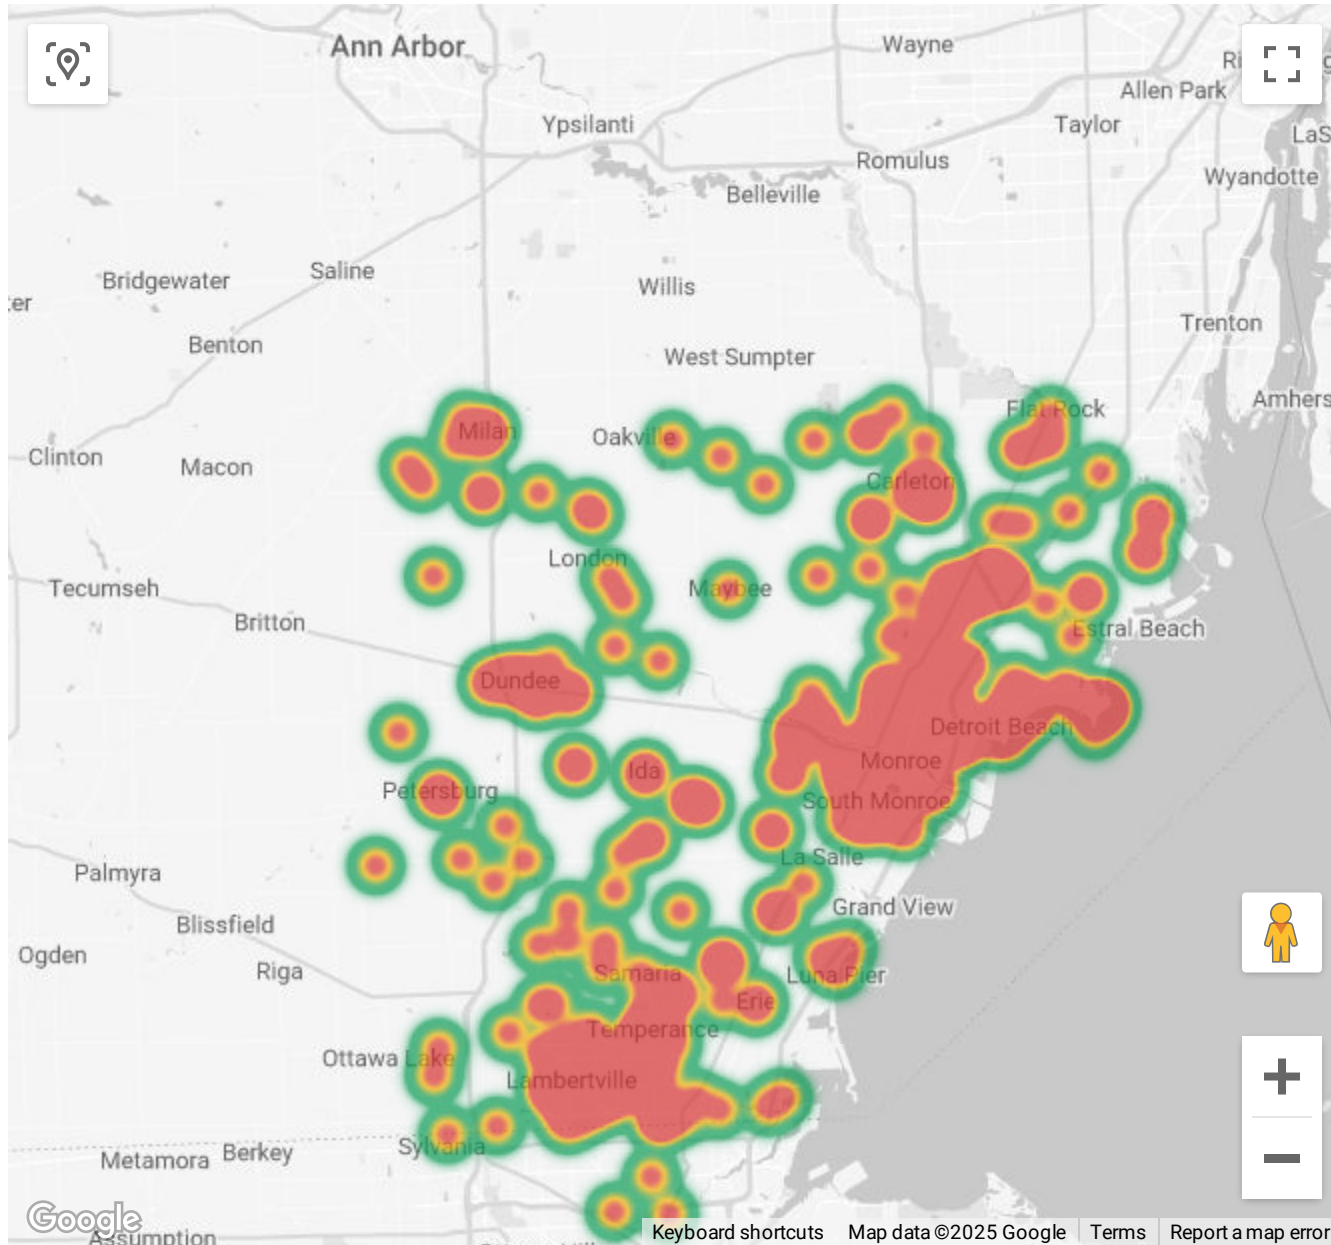 Ann Arbor
Wayne
Allen Park
Ypsilanti
Taylor
Romulus
Wyandotte
Belleville
Saline
Bridgewater
Willis
Trenton
Benton
West Sumpter
Amhers
Flat Rock
Milan
Oakville
Clinton
Macon
Carleton
London
Tecumseh
Maybee
Britton
Estral Beach
Dundee
Detroit Beach
Monroe
Ida
Petersburg
South Monroe
La Salle
Palmyra
Grand View
Blissfield
Ogden
Riga
Samaria
Luna Pier
Erie
Temperance
Ottawa Lake
Lambertville
Sylvania
Metamora
Berkey
Google
Assumption
Keyboard shortcuts
Map data ©2025 Google
Terms
Report a map error